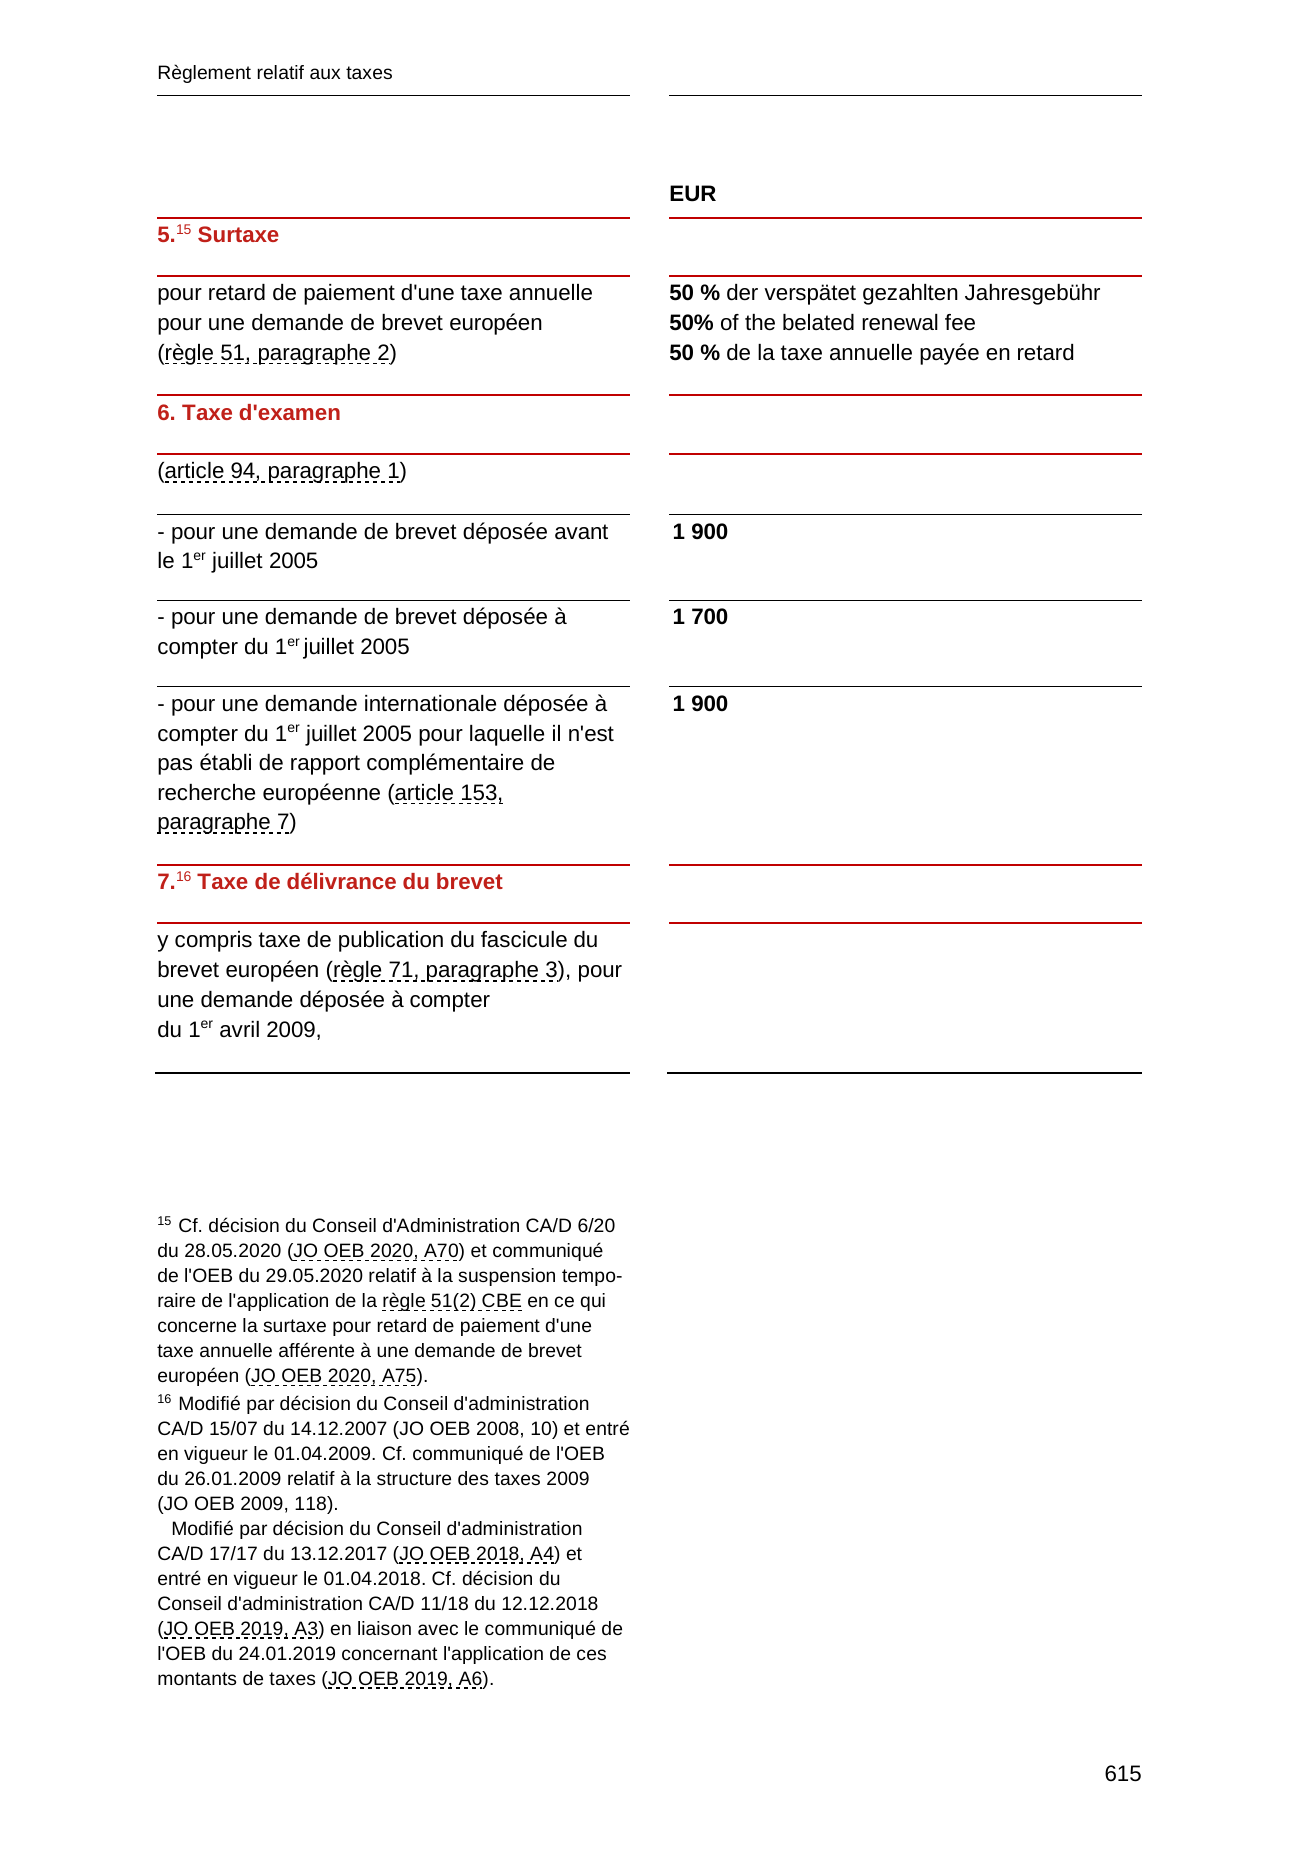 Règlement relatif aux taxes
EUR
5.15 Surtaxe
pour retard de paiement d'une taxe annuelle
pour une demande de brevet européen
(règle 51, paragraphe 2)
50 % der verspätet gezahlten Jahresgebühr
50% of the belated renewal fee
50 % de la taxe annuelle payée en retard
6. Taxe d'examen
(article 94, paragraphe 1)
- pour une demande de brevet déposée avant
le 1er juillet 2005
1 900
- pour une demande de brevet déposée à
compter du 1er juillet 2005
1 700
- pour une demande internationale déposée à
compter du 1er juillet 2005 pour laquelle il n'est
pas établi de rapport complémentaire de
recherche européenne (article 153,
paragraphe 7)
1 900
7.16 Taxe de délivrance du brevet
y compris taxe de publication du fascicule du
brevet européen (règle 71, paragraphe 3), pour
une demande déposée à compter
du 1er avril 2009,
15 Cf. décision du Conseil d'Administration CA/D 6/20
du 28.05.2020 (JO OEB 2020, A70) et communiqué
de l'OEB du 29.05.2020 relatif à la suspension tempo-
raire de l'application de la règle 51(2) CBE en ce qui
concerne la surtaxe pour retard de paiement d'une
taxe annuelle afférente à une demande de brevet
européen (JO OEB 2020, A75).
16 Modifié par décision du Conseil d'administration
CA/D 15/07 du 14.12.2007 (JO OEB 2008, 10) et entré
en vigueur le 01.04.2009. Cf. communiqué de l'OEB
du 26.01.2009 relatif à la structure des taxes 2009
(JO OEB 2009, 118).
Modifié par décision du Conseil d'administration
CA/D 17/17 du 13.12.2017 (JO OEB 2018, A4) et
entré en vigueur le 01.04.2018. Cf. décision du
Conseil d'administration CA/D 11/18 du 12.12.2018
(JO OEB 2019, A3) en liaison avec le communiqué de
l'OEB du 24.01.2019 concernant l'application de ces
montants de taxes (JO OEB 2019, A6).
615